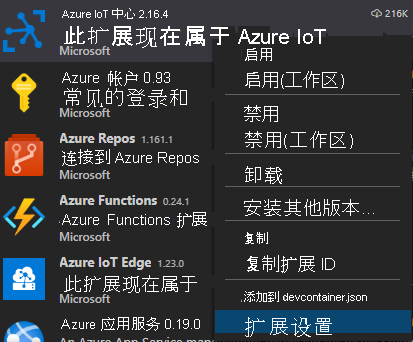 Azure IoT 中心 2.16.4
216K
此扩展现在属于 Azure IoT
Microsoft
Azure 帐户 0.93
常见的登录和
Microsoft
Azure Repos 1.161.1
连接到 Azure Repos
Microsoft
Azure Functions 0.24.1
.Azure Functions 扩展
Microsoft
Azure IoT Edge 1.23.0
此扩展现在属于
Microsoft
Azure 应用服务 0.19.0
An Azure App Service man
启用
启用(工作区)
禁用
禁用(工作区)
卸载
安装其他版本...
复制
复制扩展 ID
.添加到 devcontainer.json
扩展设置